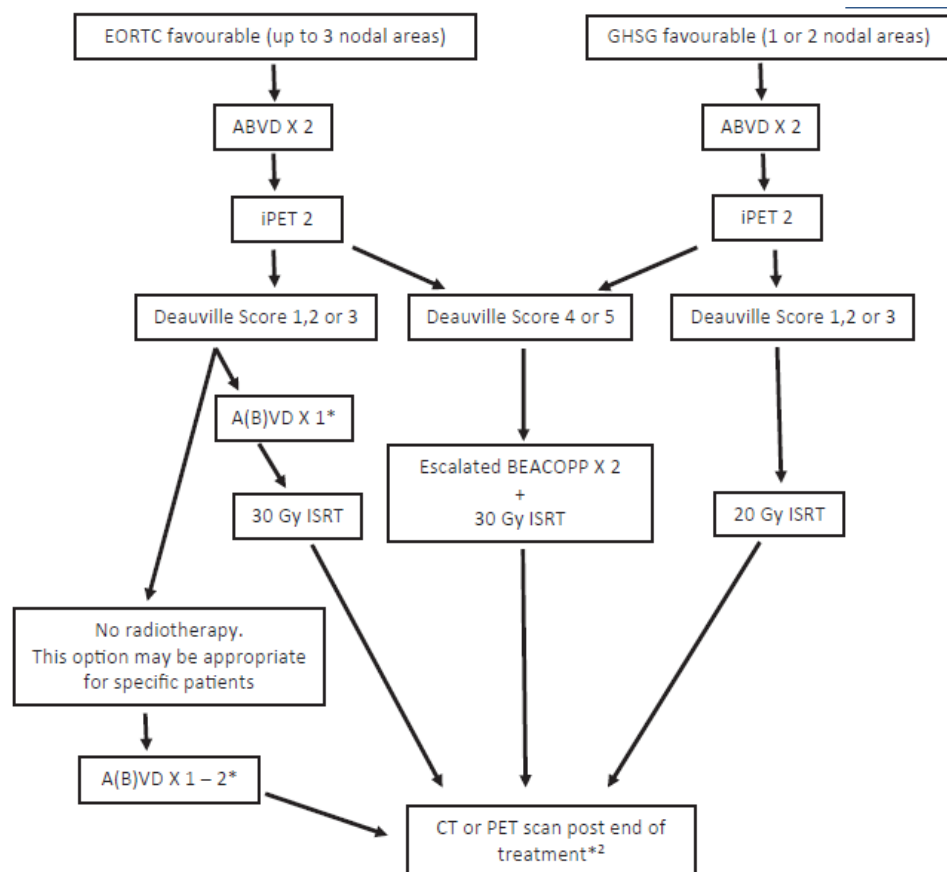 EORTC favourable (up to 3 nodal areas)
GHSG favourable (1 or 2 nodal areas)
ABVD X 2
ABVD X 2
iPET 2
iPET 2
Deauville Score 1,2 or 3
Deauville Score 4 or 5
Deauville Score 1,2 or 3
A(B)VD X 1*
Escalated BEACOPP X 2
+
30 Gy ISRT
30 Gy ISRT
20 Gy ISRT
No radiotherapy.
This option may be appropriate
for specific patients
A(B)VD X 1 – 2*
CT or PET scan post end of
treatment*²